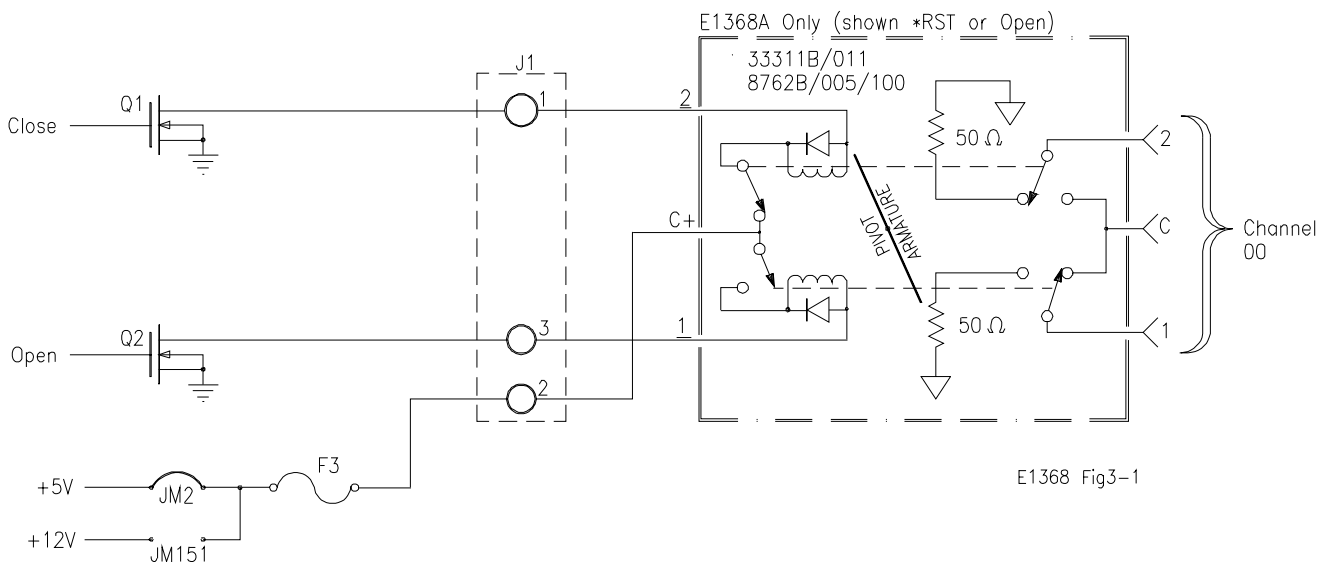 E1368A Only (shown *RST or Open)
33311B/011
8762B/005/100
J1
Q1
1
2
Close
50 Ω
2
PIVOT
ARMATURE
C+
C
Channel
00
Q2
3
1
50 Ω
1
Open
2
F3
+5V
JM2
E1368 Fig3-1
+12V
JM151